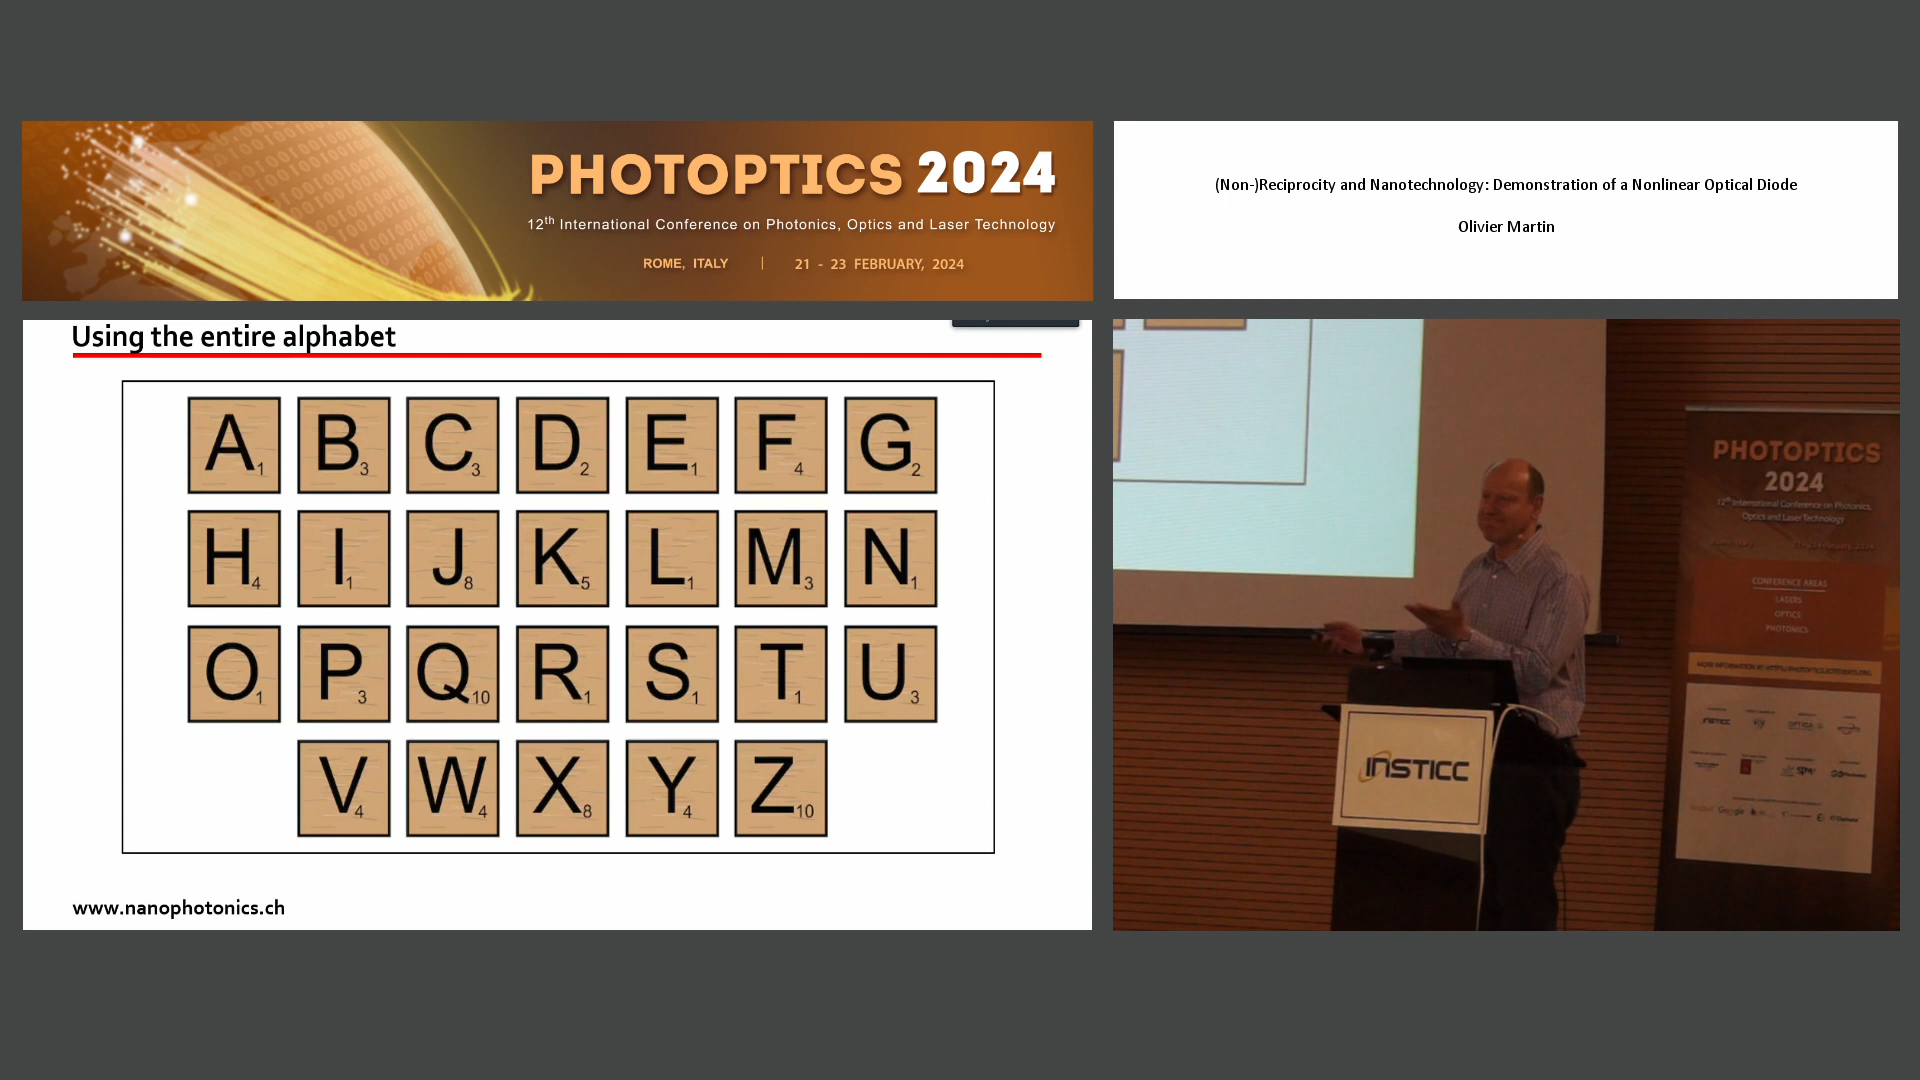 PHOTOPTICS 2024
12th International Conference on Photonics, Optics and Laser Technology
ROME, ITALY | 21 - 23 FEBRUARY, 2024
(Non-)Reciprocity and Nanotechnology: Demonstration of a Nonlinear Optical Diode
Olivier Martin
Using the entire alphabet
A1 B3 C3 D2 E1 F4 G2
H4 I1 J8 K5 L1 M3 N1
O1 P3 Q10 R1 S1 T1 U3
V4 W4 X8 Y4 Z10
www.nanophotonics.ch
PHOTOPTICS
2024
12th International Conference on Photonics,
Optics and Laser Technology
CONFERENCE AREAS
LASERS
OPTICS
PHOTONICS
INSTICC
INSTICC
Google